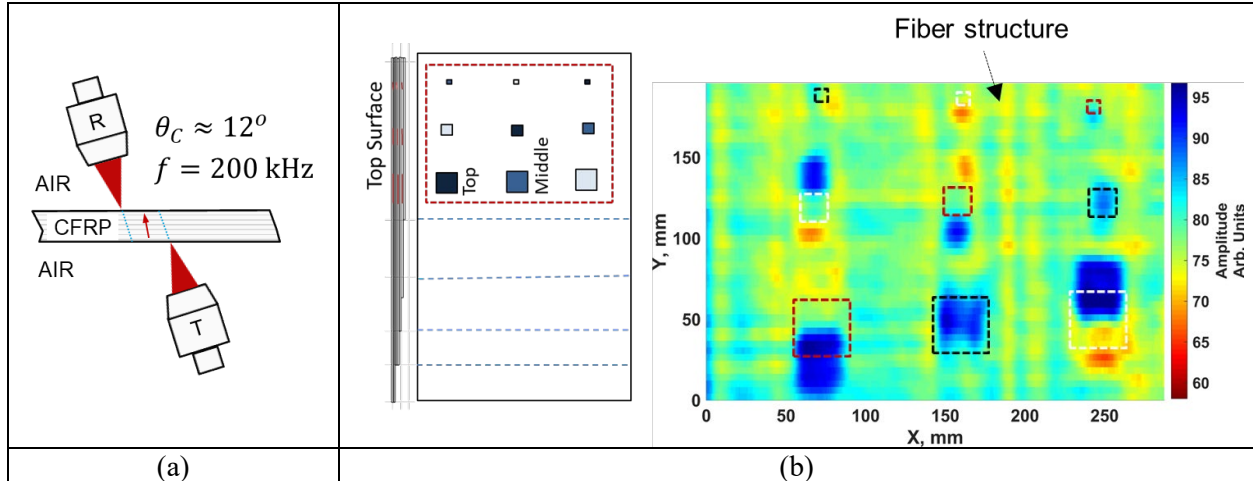 R
θ_C ≈ 12°
f = 200 kHz
AIR
CFRP
AIR
T
(a)
Top Surface
Top
Middle
Fiber structure
150
100
50
0
Y, mm
0
50
100
150
200
250
X, mm
95
90
85
80
75
70
65
60
Amplitude
Arb. Units
(b)